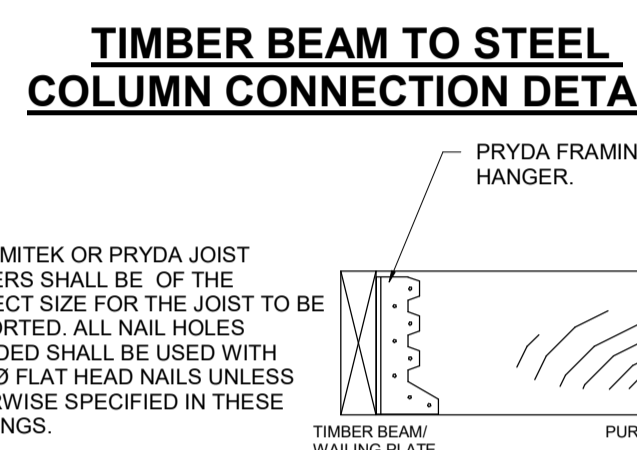 TIMBER BEAM TO STEEL
COLUMN CONNECTION DETA
PRYDA FRAMIN
HANGER.
MITEK OR PRYDA JOIST
ERS SHALL BE OF THE
ECT SIZE FOR THE JOIST TO BE
ORTED. ALL NAIL HOLES
DED SHALL BE USED WITH
Ø FLAT HEAD NAILS UNLESS
RWISE SPECIFIED IN THESE
NGS.
TIMBER BEAM/
WAILING PLATE
PUR